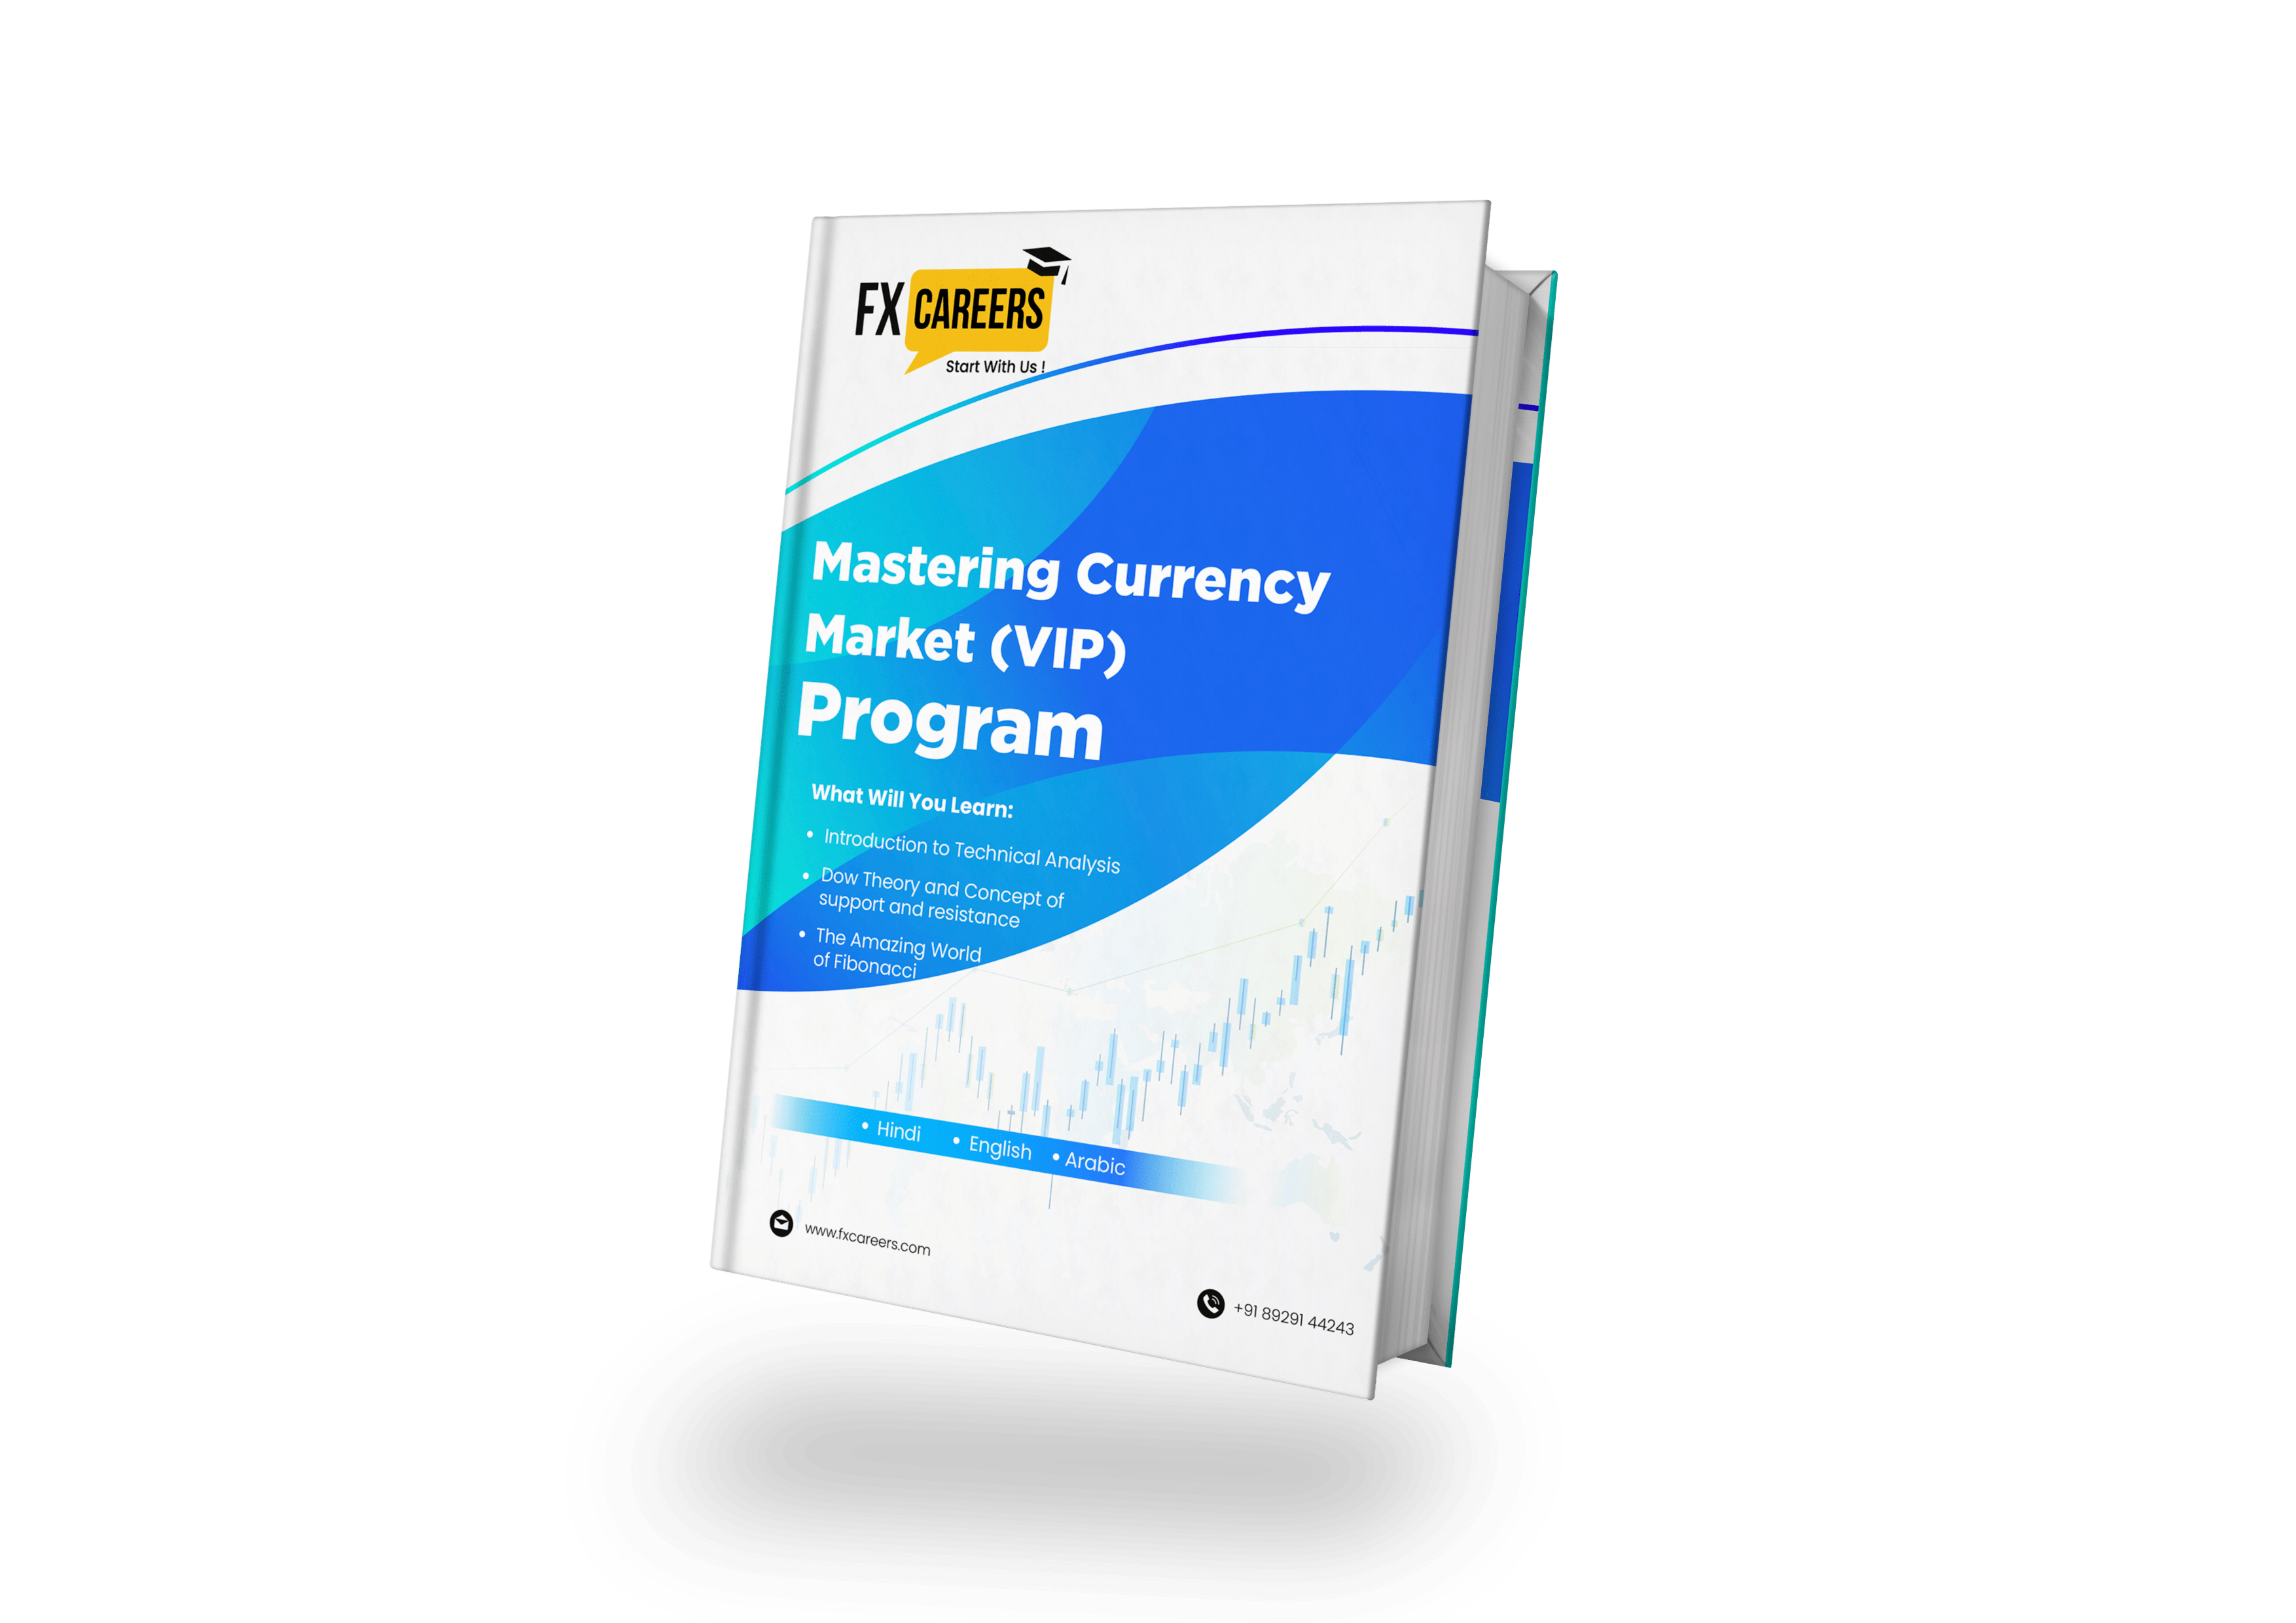 FX CAREERS
Start With Us !
Mastering Currency
Market (VIP)
Program
What Will You Learn:
• Introduction to Technical Analysis
• Dow Theory and Concept of
support and resistance
• The Amazing World
of Fibonacci
• Hindi • English • Arabic
www.fxcareers.com
+91 89291 44243